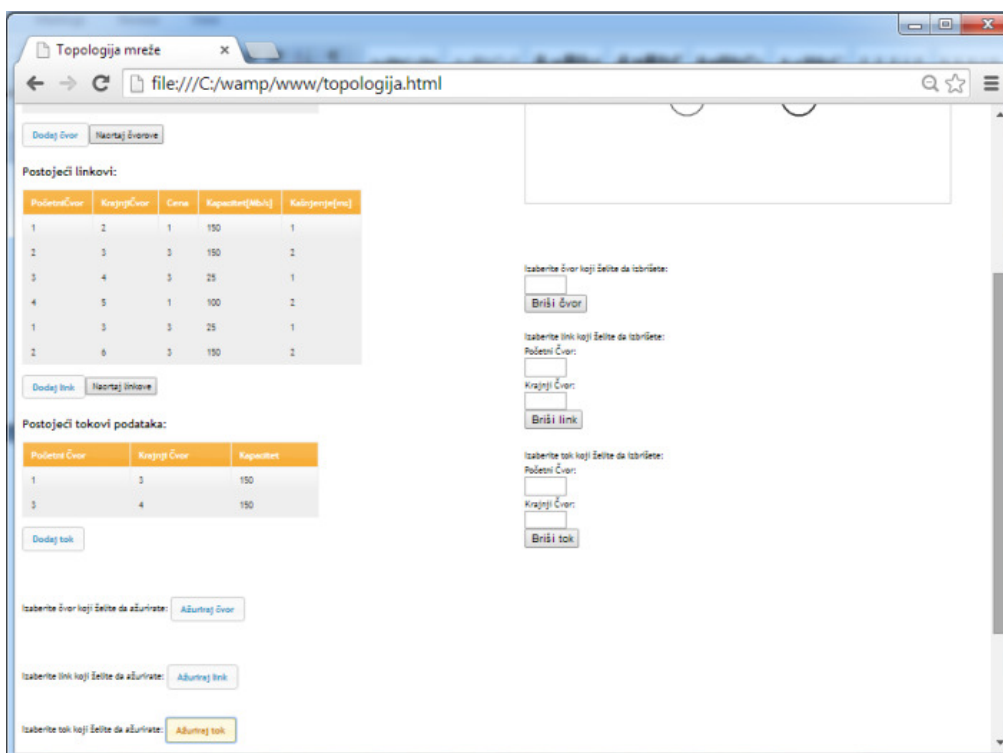 Topologija mreže
file:///C:/wamp/www/topologija.html
Dodaj čvor Nacrtaj čvorove
Postojeći linkovi:
PočetniČvor KrajnjiČvor Cena Kapacitet[Mb/s] Kašnjenje[ms]
1 2 1 150 1
2 3 3 150 2
3 4 3 25 1
4 5 1 100 2
1 3 3 25 1
2 6 3 150 2
Dodaj link Nacrtaj linkove
Postojeći tokovi podataka:
Početni Čvor Krajnji Čvor Kapacitet
1 3 150
3 4 150
Dodaj tok
Izaberite čvor koji želite da ažurirate: Ažuriraj čvor
Izaberite link koji želite da ažurirate: Ažuriraj link
Izaberite tok koji želite da ažurirate: Ažuriraj tok
Izaberite čvor koji želite da izbrišete:
Briši čvor
Izaberite link koji želite da izbrišete:
Početni Čvor:
Krajnji Čvor:
Briši link
Izaberite tok koji želite da izbrišete:
Početni Čvor:
Krajnji Čvor:
Briši tok